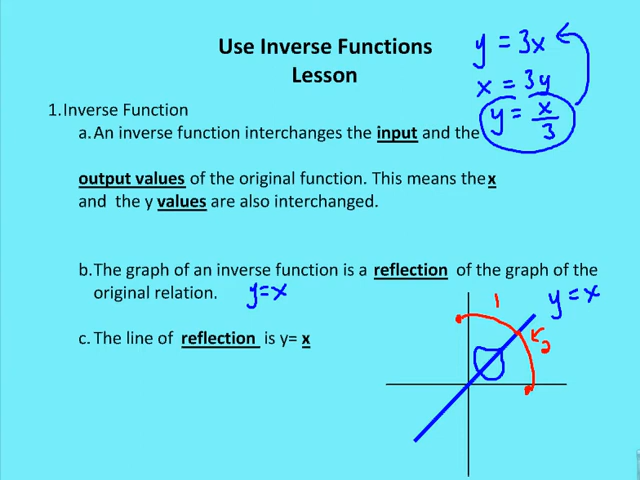 Use Inverse Functions
Lesson
y = 3x
x = 3y
y = x/3
1. Inverse Function
a. An inverse function interchanges the input and the
output values of the original function. This means the x
and the y values are also interchanged.
b. The graph of an inverse function is a reflection of the graph of the
original relation. y=x
c. The line of reflection is y= x
y = x
1
2